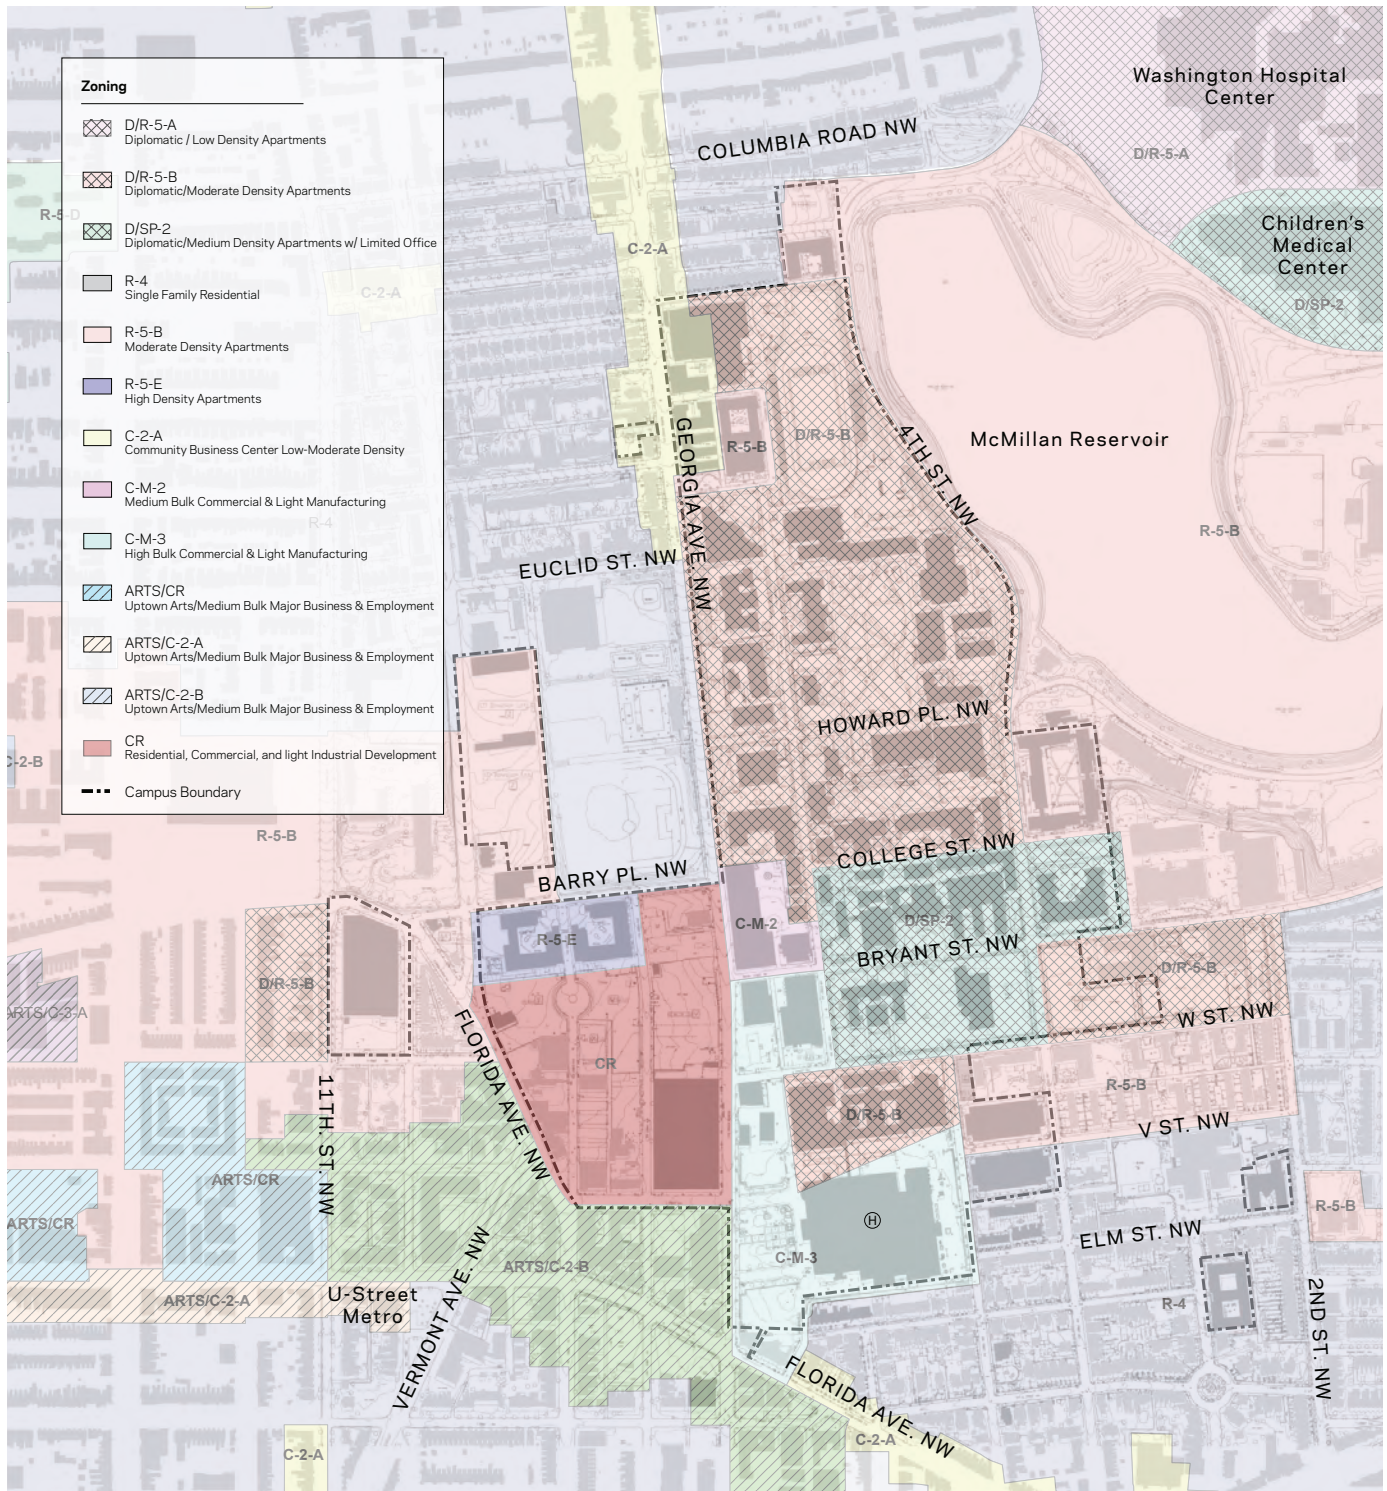 Zoning
D/R-5-A
Diplomatic / Low Density Apartments
D/R-5-B
Diplomatic/Moderate Density Apartments
D/SP-2
Diplomatic/Medium Density Apartments w/ Limited Office
R-4
Single Family Residential
R-5-B
Moderate Density Apartments
R-5-E
High Density Apartments
C-2-A
Community Business Center Low-Moderate Density
C-M-2
Medium Bulk Commercial & Light Manufacturing
C-M-3
High Bulk Commercial & Light Manufacturing
ARTS/CR
Uptown Arts/Medium Bulk Major Business & Employment
ARTS/C-2-A
Uptown Arts/Medium Bulk Major Business & Employment
ARTS/C-2-B
Uptown Arts/Medium Bulk Major Business & Employment
CR
Residential, Commercial, and light Industrial Development
Campus Boundary
Washington Hospital
Center
COLUMBIA ROAD NW
D/R-5-A
R-5-D
Children's
Medical
Center
C-2-A
C-2-A
D/SP-2
GEORGIA AVE. NW
R-5-B
D/R-5-B
4TH ST. NW
McMillan Reservoir
R-4
R-5-B
EUCLID ST. NW
HOWARD PL. NW
C-2-B
R-5-B
COLLEGE ST. NW
BARRY PL. NW
R-5-E
C-M-2
D/SP-2
BRYANT ST. NW
D/R-5-B
D/R-5-B
ARTS/C-3-A
W ST. NW
FLORIDA AVE. NW
CR
R-5-B
D/R-5-B
V ST. NW
11TH. ST. NW
ARTS/CR
ARTS/CR
R-5-B
H
ELM ST. NW
C-M-3
ARTS/C-2-B
VERMONT AVE. NW
ARTS/C-2-A
U-Street
Metro
R-4
2ND ST. NW
FLORIDA AVE. NW
C-2-A
C-2-A